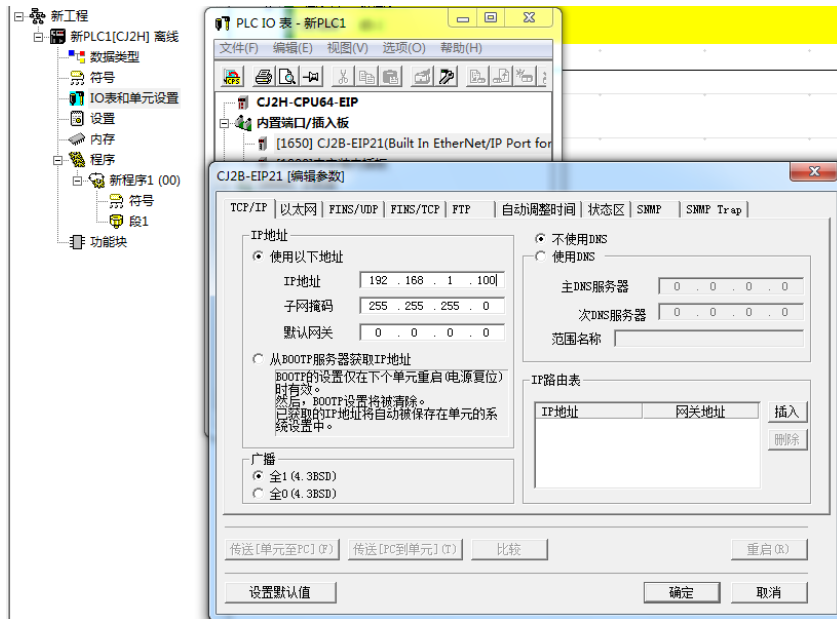 新工程
新PLC1[CJ2H] 离线
数据类型
符号
IO表和单元设置
设置
内存
程序
新程序1 (00)
符号
段1
功能块
PLC IO 表 - 新PLC1
文件(F) 编辑(E) 视图(V) 选项(O) 帮助(H)
CJ2H-CPU64-EIP
内置端口/插入板
[1650] CJ2B-EIP21(Built In EtherNet/IP Port for
CJ2B-EIP21 [编辑参数]
TCP/IP 以太网 FINS/UDP FINS/TCP FTP 自动调整时间 状态区 SNMP SNMP Trap
IP地址
使用以下地址
IP地址 192 . 168 . 1 . 100
子网掩码 255 . 255 . 255 . 0
默认网关 0 . 0 . 0 . 0
从BOOTP服务器获取IP地址
BOOTP的设置仅在下个单元重启(电源复位)
时有效。
然后，BOOTP设置将被清除。
已获取的IP地址将自动被保存在单元的系
统设置中。
广播
全1(4.3BSD)
全0(4.3BSD)
不使用DNS
使用DNS
主DNS服务器 0 . 0 . 0 . 0
次DNS服务器 0 . 0 . 0 . 0
范围名称
IP路由表
IP地址 网关地址
插入
删除
传送[单元至PC](F) 传送[PC到单元](T) 比较 重启(R)
设置默认值 确定 取消